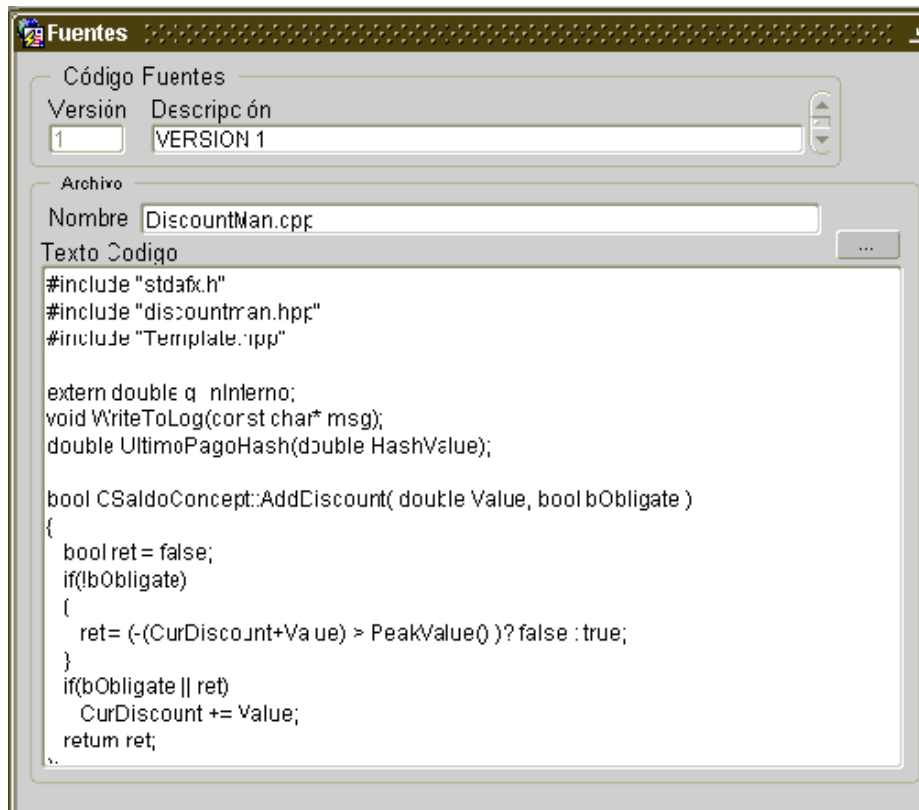 Fuentes
Código Fuentes
Versión Descripción
1 VERSION 1
Archivo
Nombre DiscountMan.cpp
Texto Codigo
...
#include "stdafx.h"
#include "discountman.hpp"
#include "Template.hpp"
extern double g_nInterno;
void WriteToLog(const char* msg);
double UltimoPagoHash(double HashValue);
bool CSaldoConcept::AddDiscount( double Value, bool bObligate )
{
bool ret = false;
if(!bObligate)
{
ret= (-(CurDiscount+Value) > PeakValue() )? false : true;
}
if(bObligate || ret)
CurDiscount += Value;
return ret;